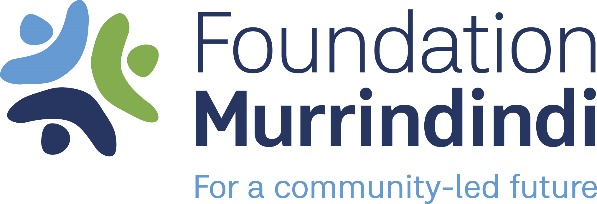 Foundation
Murrindindi
For a community-led future